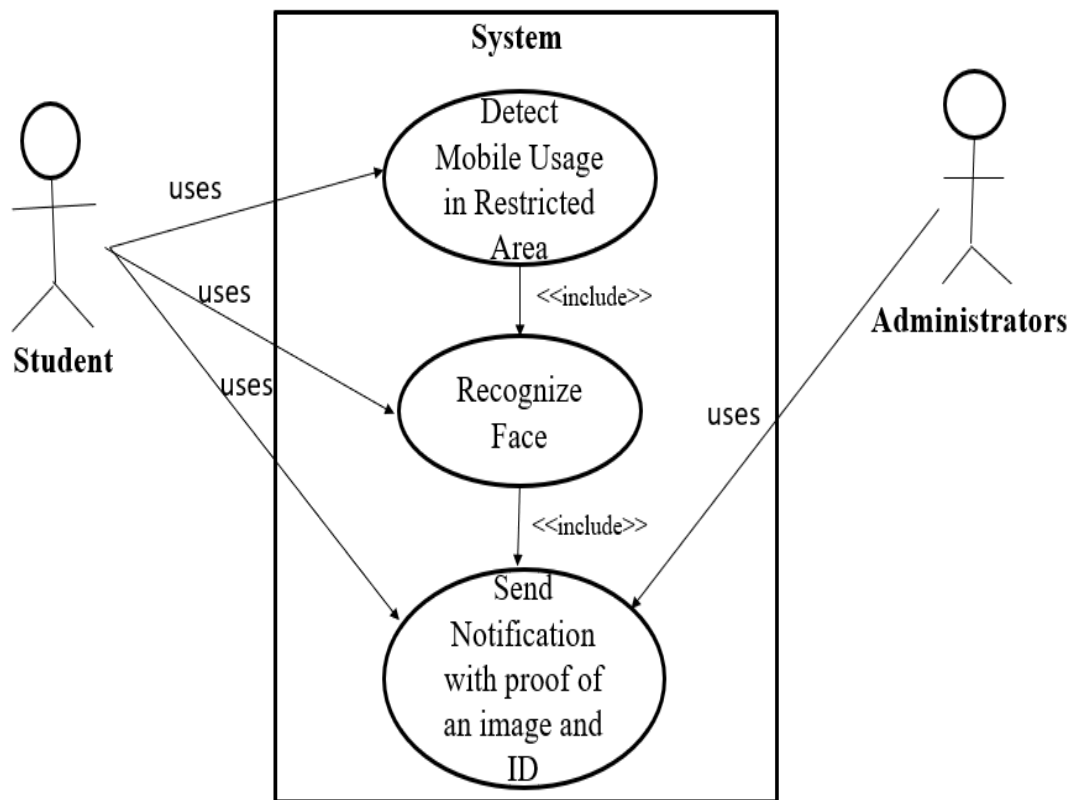 System
Detect
Mobile Usage
in Restricted
Area
uses
<<include>>
uses
Student
Administrators
uses
Recognize
Face
uses
<<include>>
Send
Notification
with proof of
an image and
ID